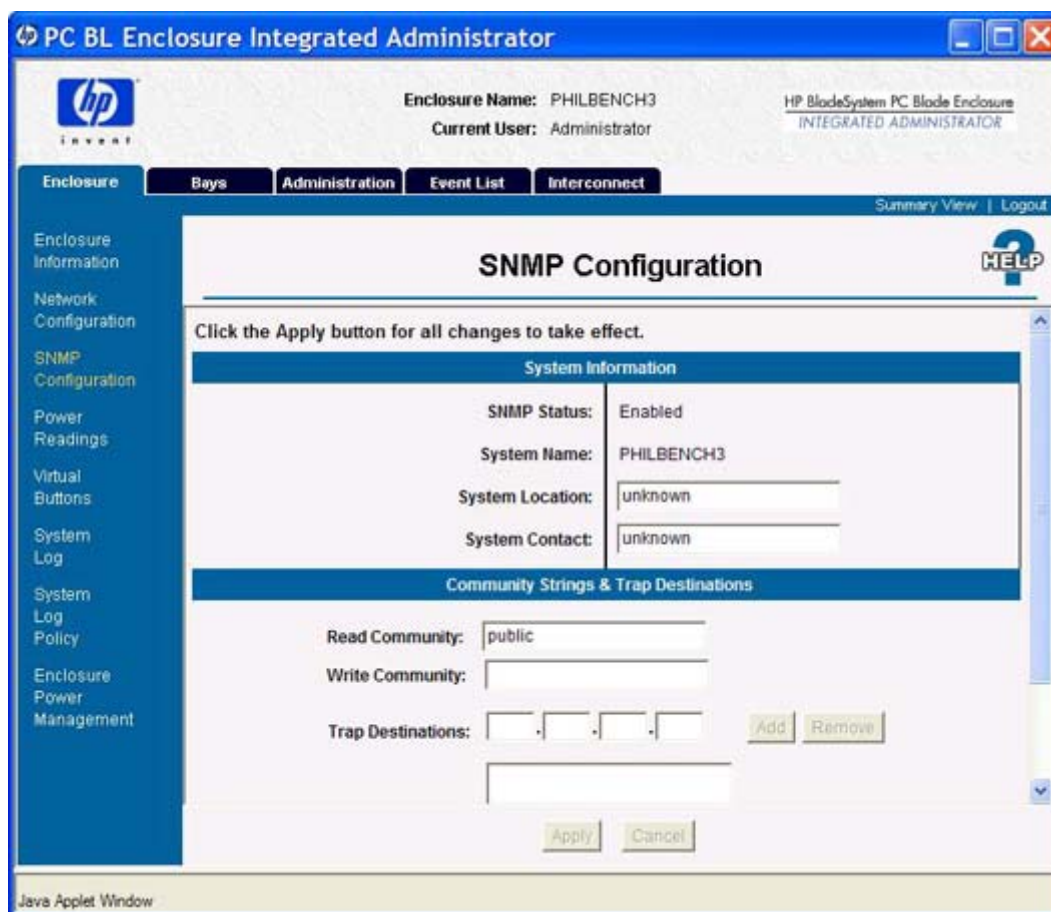 PC BL Enclosure Integrated Administrator
hp
invent
Enclosure Name: PHILBENCH3
Current User: Administrator
HP BladeSystem PC Blade Enclosure
INTEGRATED ADMINISTRATOR
Enclosure Bays Administration Event List Interconnect
Summary View | Logout
Enclosure
Information
Network
Configuration
SNMP
Configuration
Power
Readings
Virtual
Buttons
System
Log
System
Log
Policy
Enclosure
Power
Management
SNMP Configuration
?
HELP
Click the Apply button for all changes to take effect.
System Information
SNMP Status: Enabled
System Name: PHILBENCH3
System Location: unknown
System Contact: unknown
Community Strings & Trap Destinations
Read Community: public
Write Community:
Trap Destinations: . . . Add Remove
Apply Cancel
Java Applet Window